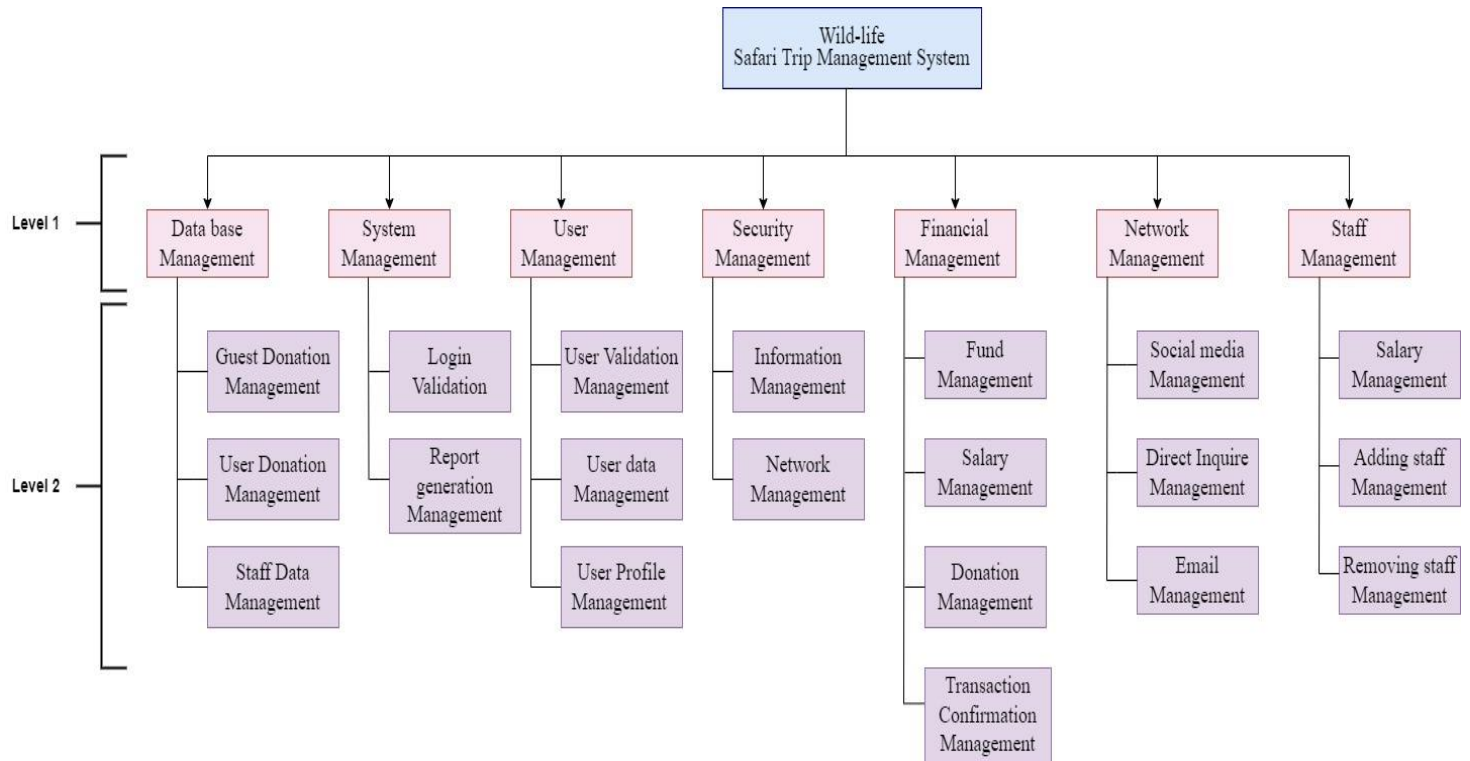 Wild-life
Safari Trip Management System
Level 1
Data base
Management
System
Management
User
Management
Security
Management
Financial
Management
Network
Management
Staff
Management
Level 2
Guest Donation
Management
User Donation
Management
Staff Data
Management
Login
Validation
Report
generation
Management
User Validation
Management
User data
Management
User Profile
Management
Information
Management
Network
Management
Fund
Management
Salary
Management
Donation
Management
Transaction
Confirmation
Management
Social media
Management
Direct Inquire
Management
Email
Management
Salary
Management
Adding staff
Management
Removing staff
Management